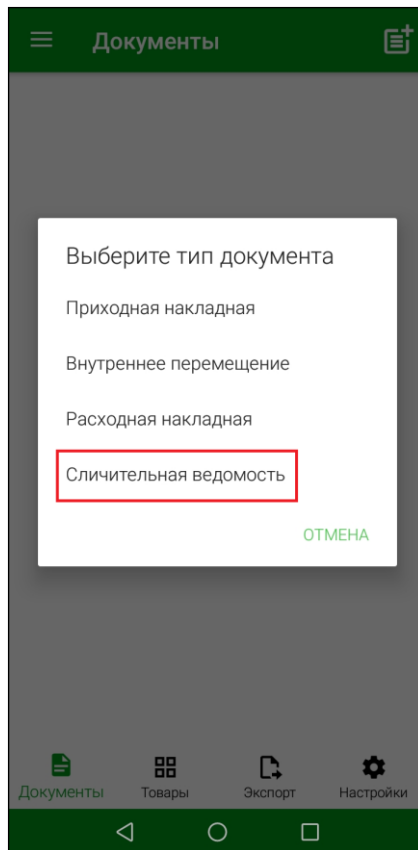 Документы
Выберите тип документа
Приходная накладная
Внутреннее перемещение
Расходная накладная
Сличительная ведомость
ОТМЕНА
Документы Товары Экспорт Настройки